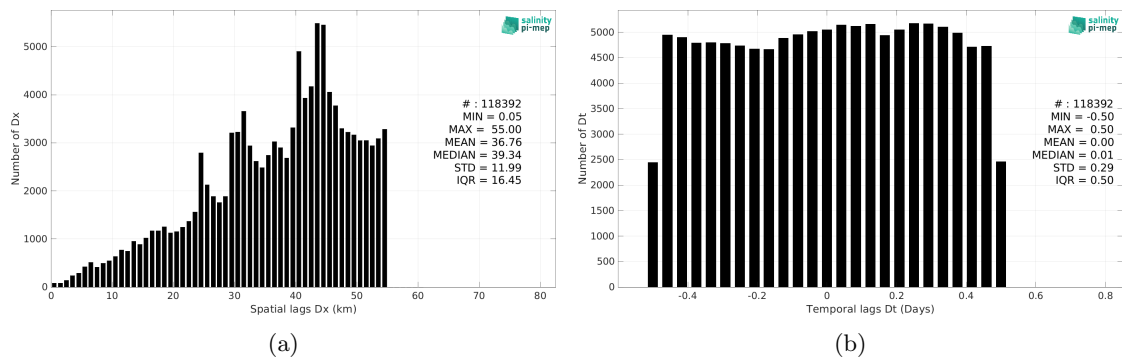 salinity
pi-mep
5000
4000
3000
2000
1000
0
Number of Dx
# : 118392
MIN = 0.05
MAX = 55.00
MEAN = 36.76
MEDIAN = 39.34
STD = 11.99
IQR = 16.45
0 10 20 30 40 50 60 70 80
Spatial lags Dx (km)
(a)
salinity
pi-mep
5000
4500
4000
3500
3000
2500
2000
1500
1000
500
0
Number of Dt
# : 118392
MIN = -0.50
MAX = 0.50
MEAN = 0.00
MEDIAN = 0.01
STD = 0.29
IQR = 0.50
-0.4 -0.2 0 0.2 0.4 0.6 0.8
Temporal lags Dt (Days)
(b)